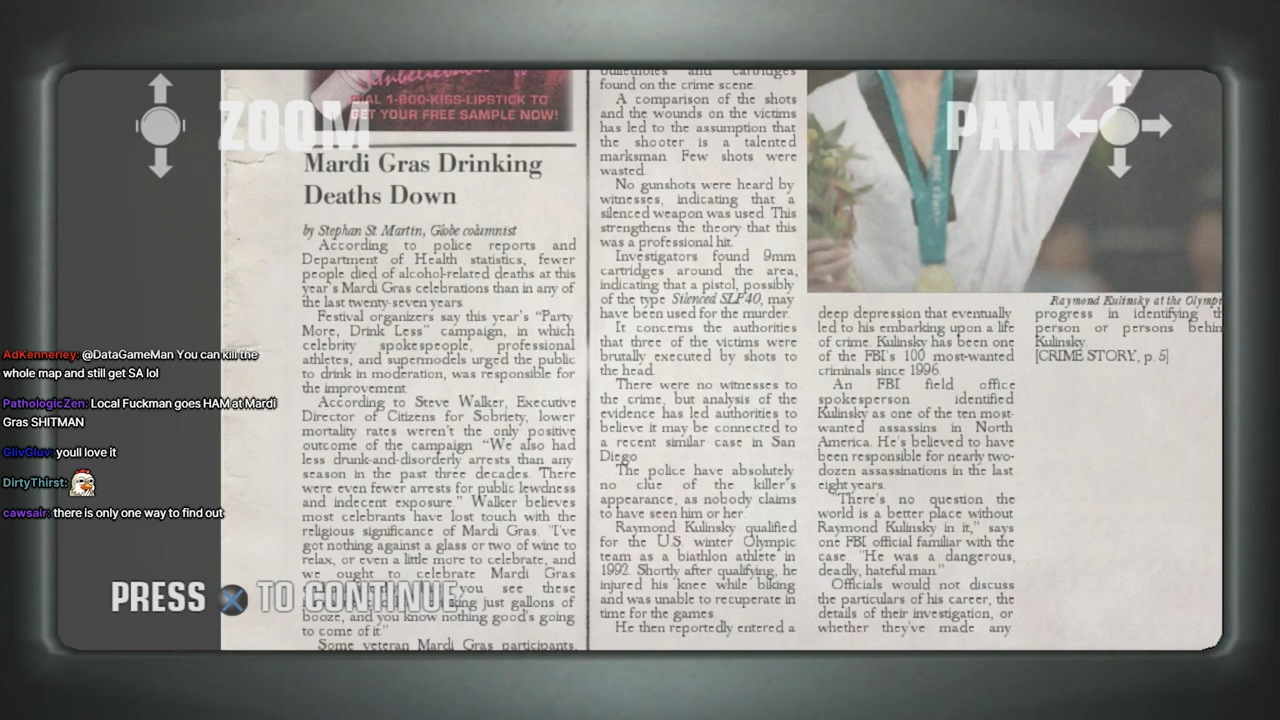 ZOOM
PAN
Unbelievable
DIAL 1-800-KISS-LIPSTICK TO
GET YOUR FREE SAMPLE NOW!
Mardi Gras Drinking
Deaths Down
by Stephan St Martin, Globe columnist
According to police reports and
Department of Health statistics, fewer
people died of alcohol-related deaths at this
year's Mardi Gras celebrations than in any of
the last twenty-seven years.
Festival organizers say this year's "Party
More, Drink Less" campaign, in which
celebrity spokespeople, professional
athletes, and supermodels urged the public
to drink in moderation, was responsible for
the improvement
According to Steve Walker, Executive
Director of Citizens for Sobriety, lower
mortality rates weren't the only positive
outcome of the campaign "We also had
less drunk-and-disorderly arrests than any
season in the past three decades. There
were even fewer arrests for public lewdness
and indecent exposure." Walker believes
most celebrants have lost touch with the
religious significance of Mardi Gras. "I've
got nothing against a glass or two of wine to
relax, or even a little more to celebrate, and
we ought to celebrate Mardi Gras
you see these
just gallons of
booze, and you know nothing good's going
to come of it."
Some veteran Mardi Gras participants,
bulletholes and cartridges
found on the crime scene.
A comparison of the shots
and the wounds on the victims
has led to the assumption that
the shooter is a talented
marksman. Few shots were
wasted.
No gunshots were heard by
witnesses, indicating that a
silenced weapon was used. This
strengthens the theory that this
was a professional hit.
Investigators found 9mm
cartridges around the area,
indicating that a pistol, possibly
of the type Silenced SLP40, may
have been used for the murder.
It concerns the authorities
that three of the victims were
brutally executed by shots to
the head.
There were no witnesses to
the crime, but analysis of the
evidence has led authorities to
believe it may be connected to
a recent similar case in San
Diego
The police have absolutely
no clue of the killer's
appearance, as nobody claims
to have seen him or her.
Raymond Kulinsky qualified
for the U.S. winter Olympic
team as a biathlon athlete in
1992. Shortly after qualifying, he
injured his knee while biking
and was unable to recuperate in
time for the games.
He then reportedly entered a
Raymond Kulinsky at the Olympi
deep depression that eventually
led to his embarking upon a life
of crime. Kulinsky has been one
of the FBI's 100 most-wanted
criminals since 1996.
An FBI field office
spokesperson identified
Kulinsky as one of the ten most-
wanted assassins in North
America. He's believed to have
been responsible for nearly two-
dozen assassinations in the last
eight years.
"There's no question the
world is a better place without
Raymond Kulinsky in it," says
one FBI official familiar with the
case "He was a dangerous,
deadly, hateful man"
Officials would not discuss
the particulars of his career, the
details of their investigation, or
whether they've made any
progress in identifying th
person or persons behin
Kulinsky.
[CRIME STORY, p. 5]
AdKennerley: @DataGameMan You can kill the
whole map and still get SA lol
PathologicZen: Local Fuckman goes HAM at Mardi
Gras SHITMAN
GlivGluv: youll love it
DirtyThirst:
cawsair: there is only one way to find out
PRESS X TO CONTINUE